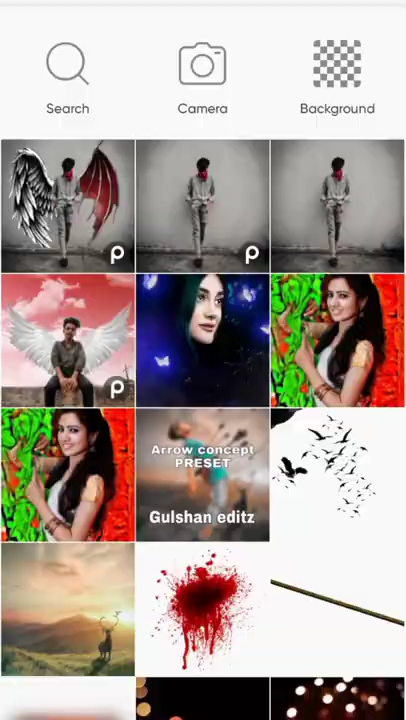 Search
Camera
Background
Arrow concept
PRESET
Gulshan editz